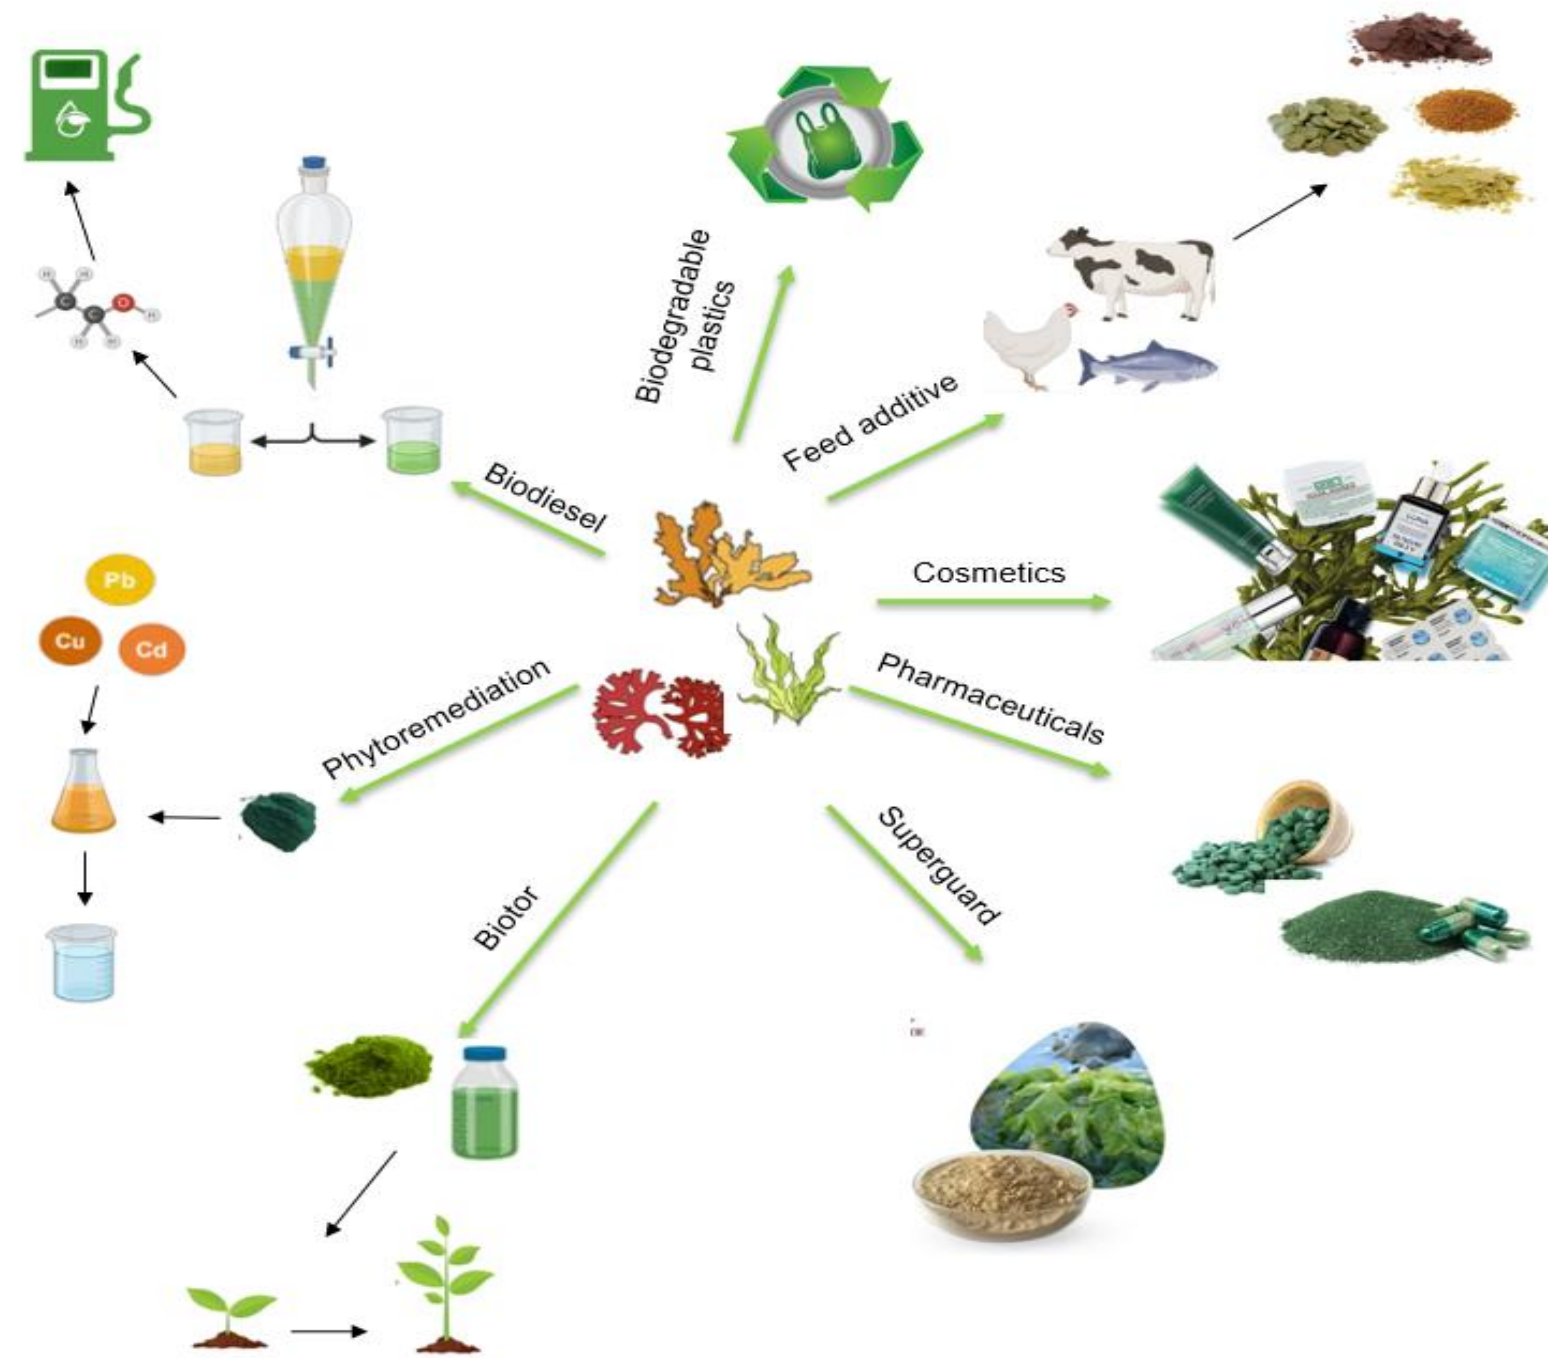 Biodegradable
plastics
Feed additive
H
H
C
C
O
H
H
H
Biodiesel
Cosmetics
Pb
Cu
Cd
Phytoremediation
Pharmaceuticals
Superguard
Biotor